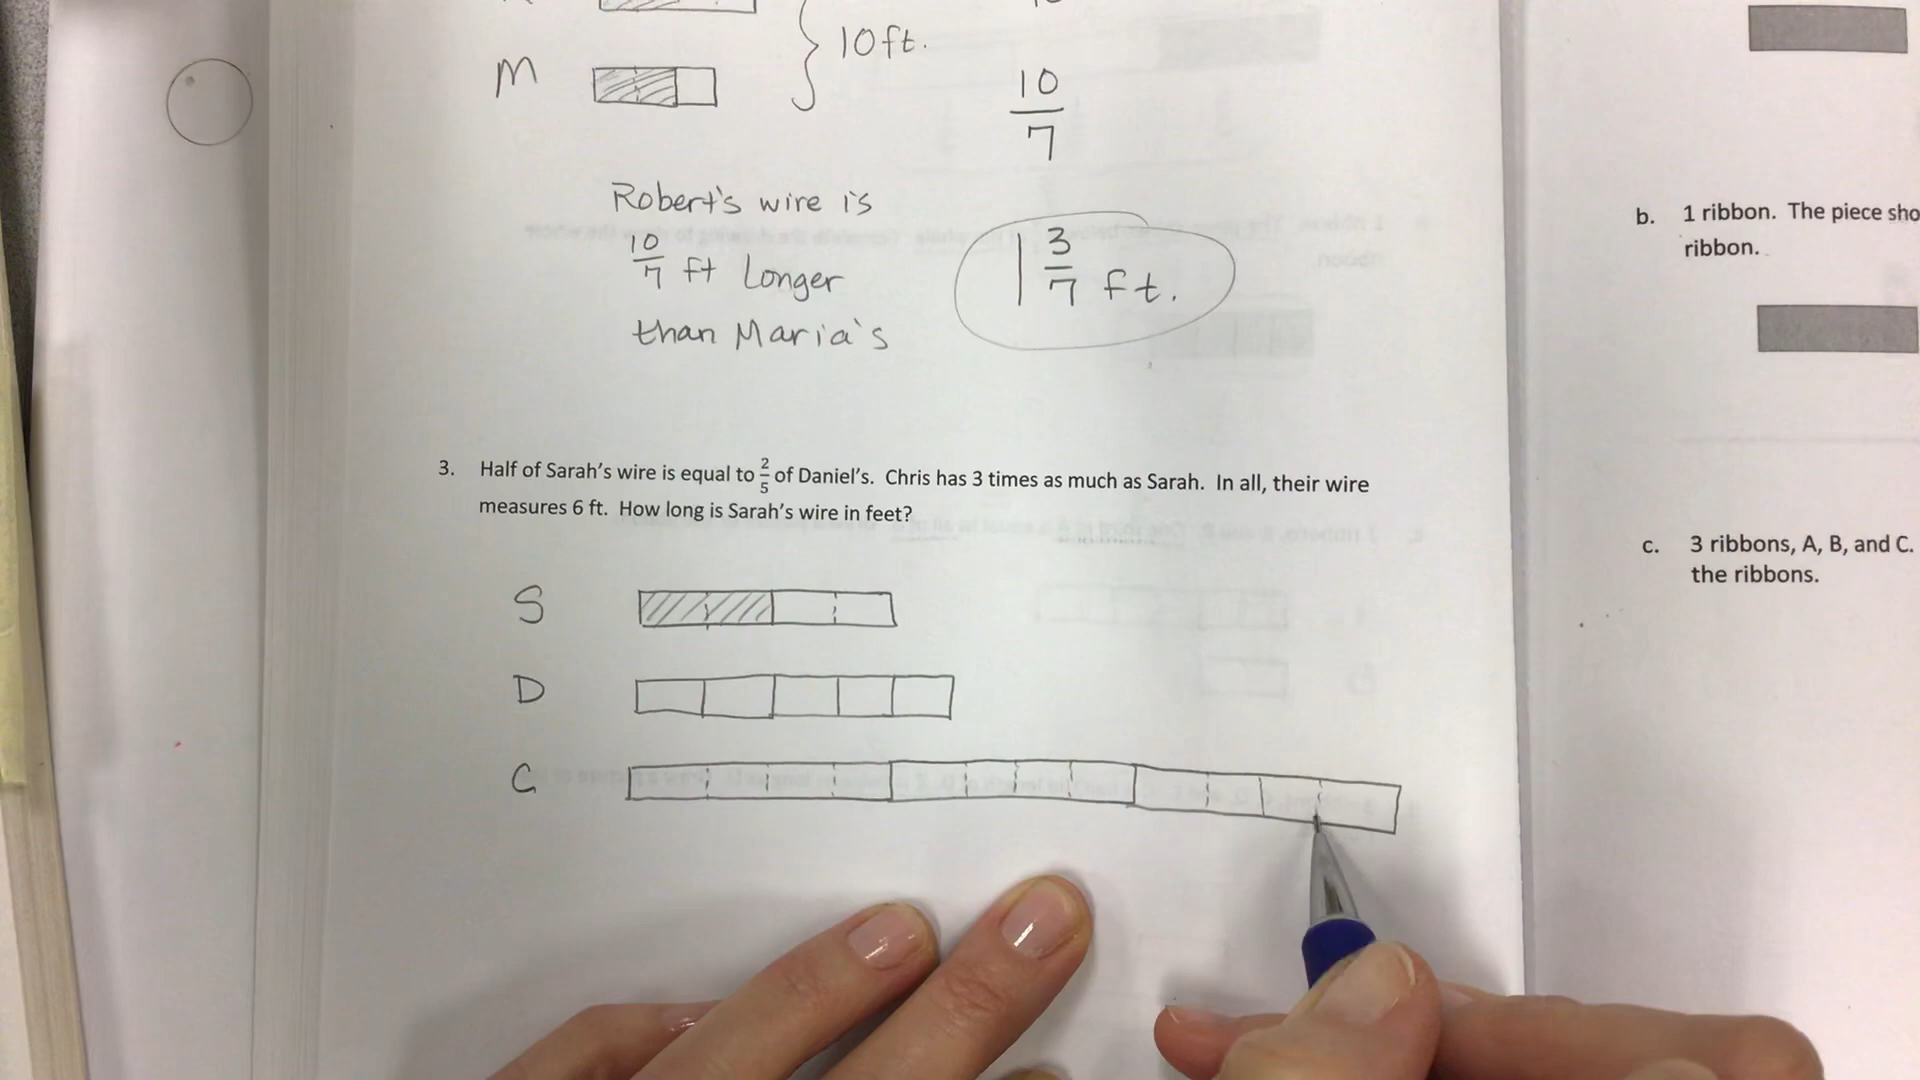 10ft.
M
10
7
Robert's wire is
10
7 ft Longer
than Maria's
1 3/7 ft.
b. 1 ribbon. The piece sho
ribbon.
3. Half of Sarah's wire is equal to 2/5 of Daniel's. Chris has 3 times as much as Sarah. In all, their wire
measures 6 ft. How long is Sarah's wire in feet?
c. 3 ribbons, A, B, and C.
the ribbons.
S
D
C